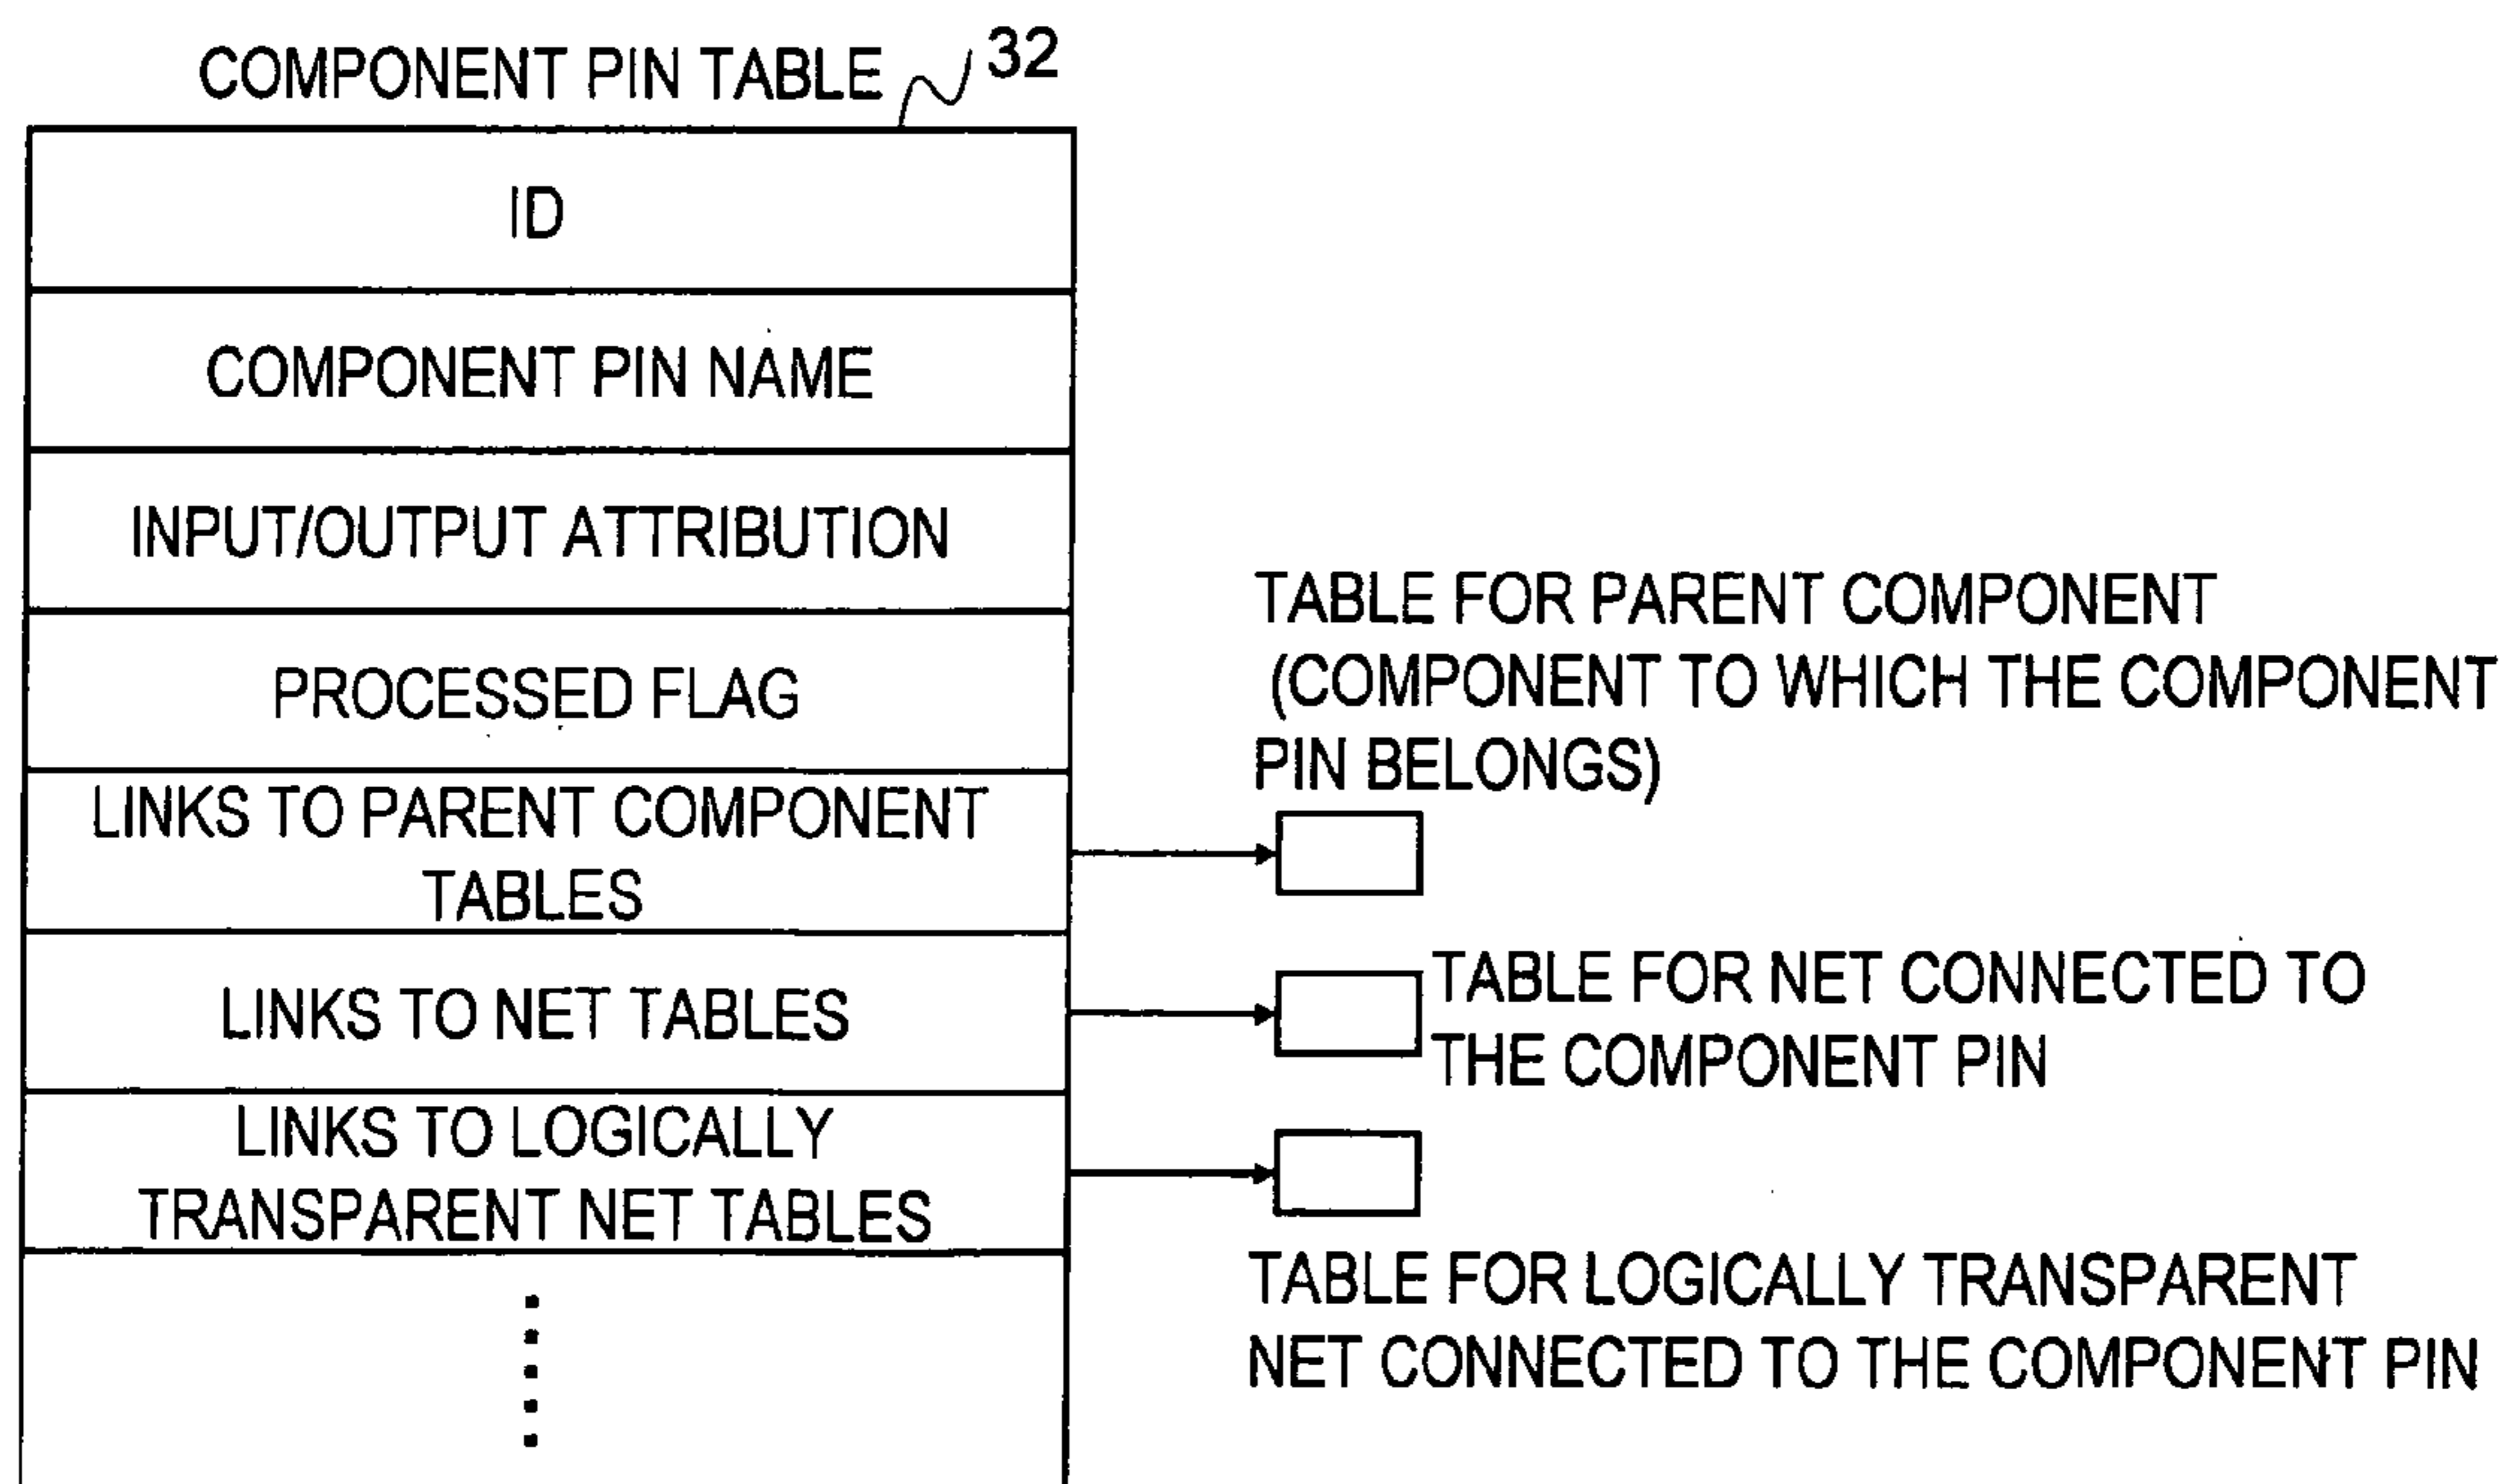 COMPONENT PIN TABLE 32
ID
COMPONENT PIN NAME
INPUT/OUTPUT ATTRIBUTION
PROCESSED FLAG
LINKS TO PARENT COMPONENT
TABLES
TABLE FOR PARENT COMPONENT
(COMPONENT TO WHICH THE COMPONENT
PIN BELONGS)
LINKS TO NET TABLES
TABLE FOR NET CONNECTED TO
THE COMPONENT PIN
LINKS TO LOGICALLY
TRANSPARENT NET TABLES
TABLE FOR LOGICALLY TRANSPARENT
NET CONNECTED TO THE COMPONENT PIN